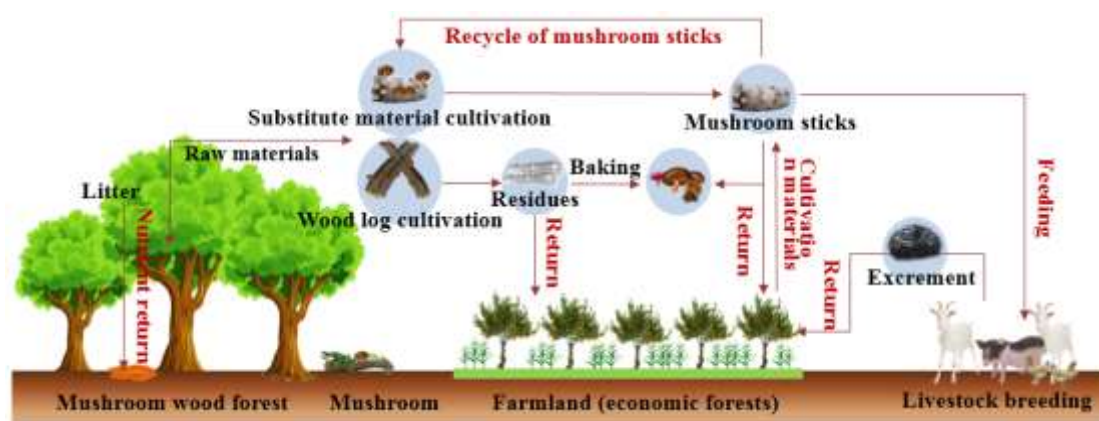 Recycle of mushroom sticks
Substitute material cultivation
Mushroom sticks
Raw materials
Litter
Nutrient return
Wood log cultivation
Residues
Baking
Return
Return
Cultivatio
n materials
Return
Excrement
Feeding
Mushroom wood forest
Mushroom
Farmland (economic forests)
Livestock breeding